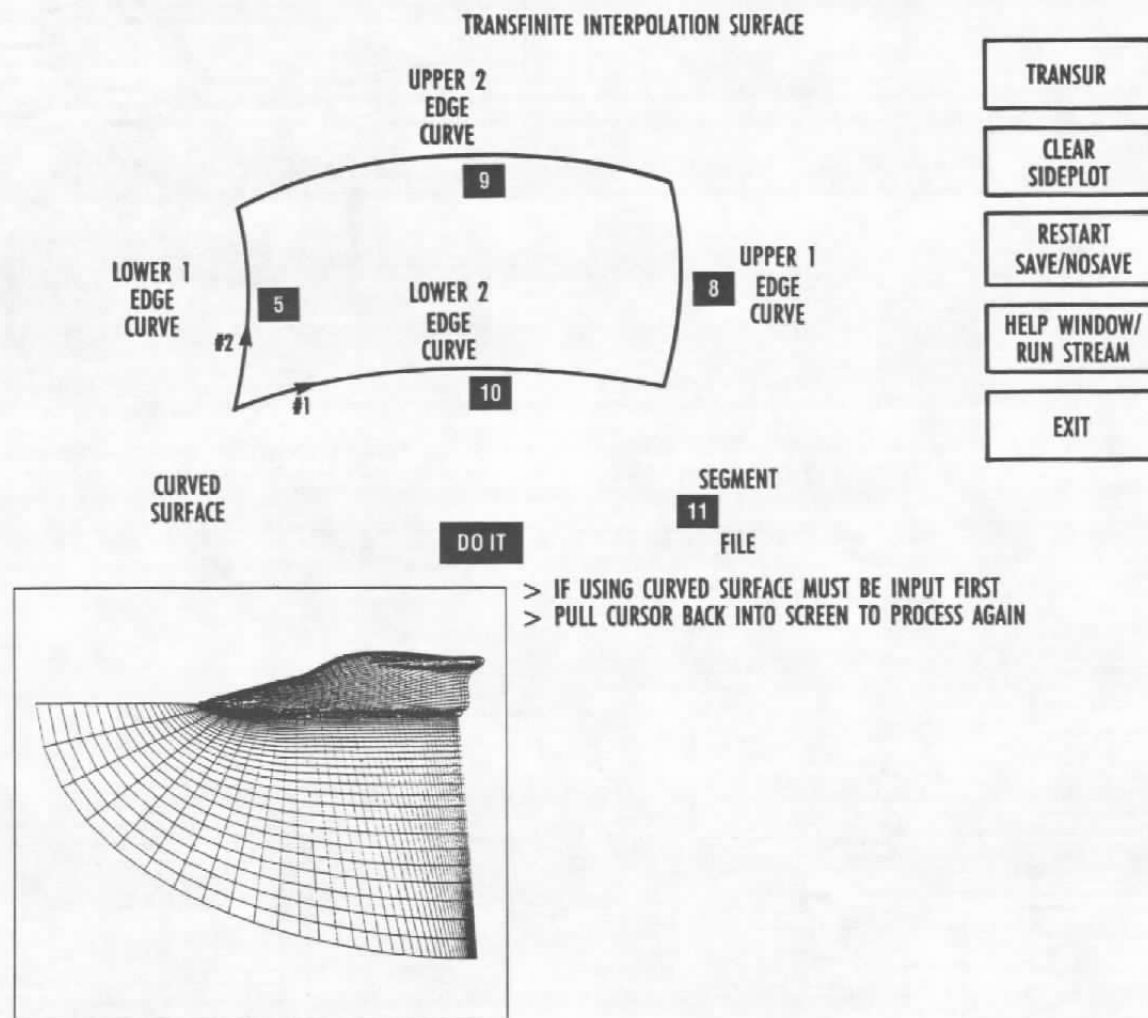 TRANSFINITE INTERPOLATION SURFACE
UPPER 2
EDGE
CURVE
9
LOWER 1
EDGE
CURVE
5
#2
#1
LOWER 2
EDGE
CURVE
10
8
UPPER 1
EDGE
CURVE
CURVED
SURFACE
DO IT
SEGMENT
11
FILE
> IF USING CURVED SURFACE MUST BE INPUT FIRST
> PULL CURSOR BACK INTO SCREEN TO PROCESS AGAIN
TRANSUR
CLEAR
SIDEPLOT
RESTART
SAVE/NOSAVE
HELP WINDOW/
RUN STREAM
EXIT